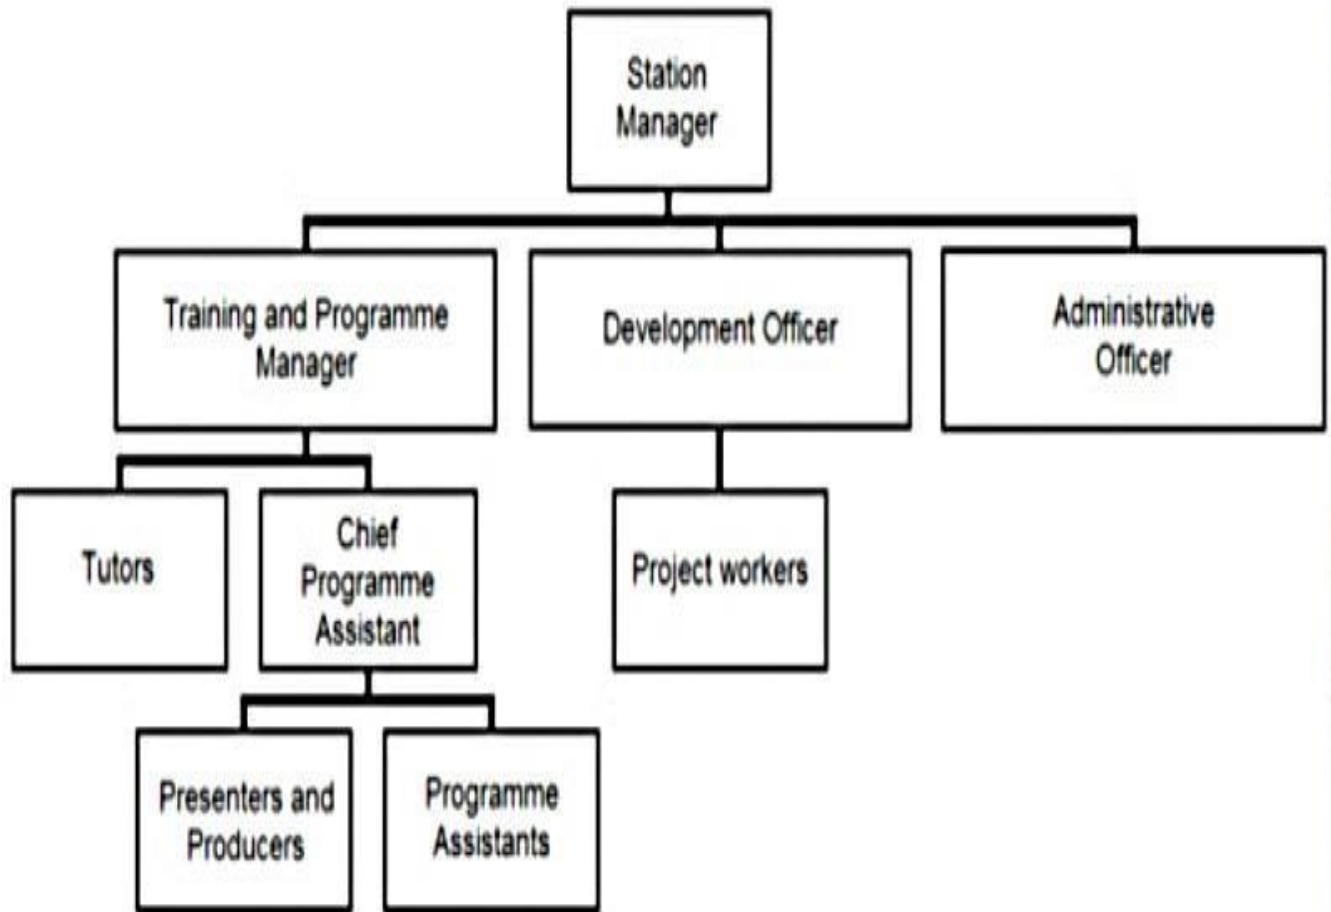 Station
Manager
Training and Programme
Manager
Development Officer
Administrative
Officer
Tutors
Chief
Programme
Assistant
Project workers
Presenters and
Producers
Programme
Assistants